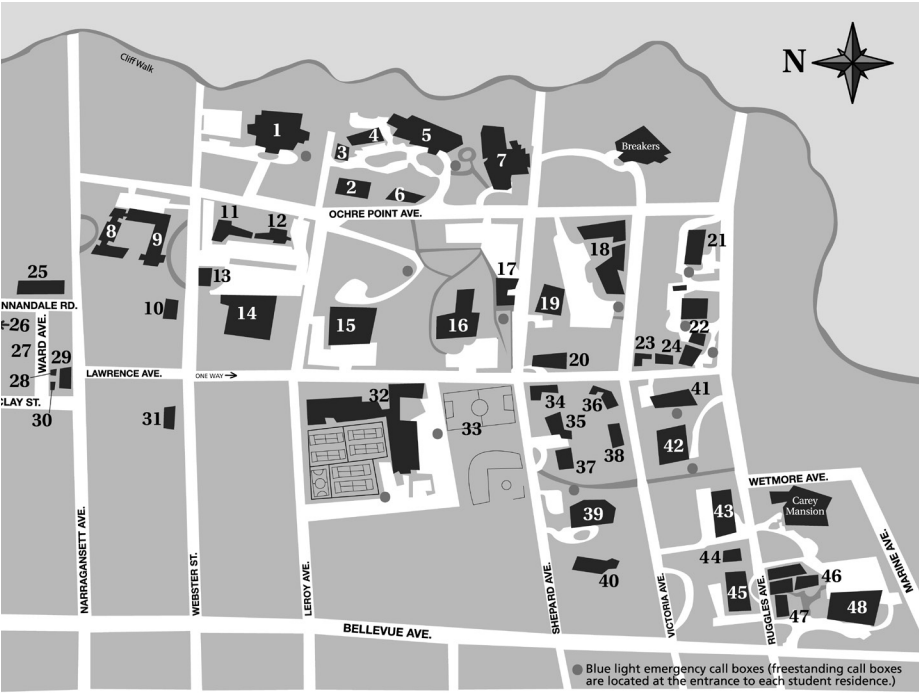 Cliff Walk
N
1
4
5
3
7
Breakers
2
6
OCHRE POINT AVE.
8
9
11
12
18
21
25
13
17
NNANDALE RD.
10
14
15
16
19
26
22
WARD AVE.
27
29
23
24
20
28
LAWRENCE AVE.
ONE WAY
CLAY ST.
30
31
32
33
34
36
41
35
38
42
37
WETMORE AVE.
39
43
Carey
Mansion
44
40
46
45
47
48
NARRAGANSETT AVE.
WEBSTER ST.
LEROY AVE.
SHEPARD AVE.
VICTORIA AVE.
RUGGLES AVE.
MARINE AVE.
BELLEVUE AVE.
Blue light emergency call boxes (freestanding call boxes
are located at the entrance to each student residence.)